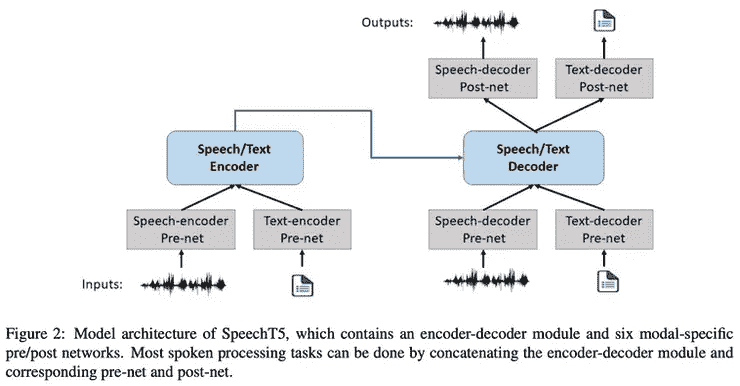 Outputs:
Speech-decoder Post-net
Text-decoder Post-net
Speech/Text Encoder
Speech/Text Decoder
Speech-encoder Pre-net
Text-encoder Pre-net
Speech-decoder Pre-net
Text-decoder Pre-net
Inputs:
Figure 2: Model architecture of SpeechT5, which contains an encoder-decoder module and six modal-specific
pre/post networks. Most spoken processing tasks can be done by concatenating the encoder-decoder module and
corresponding pre-net and post-net.